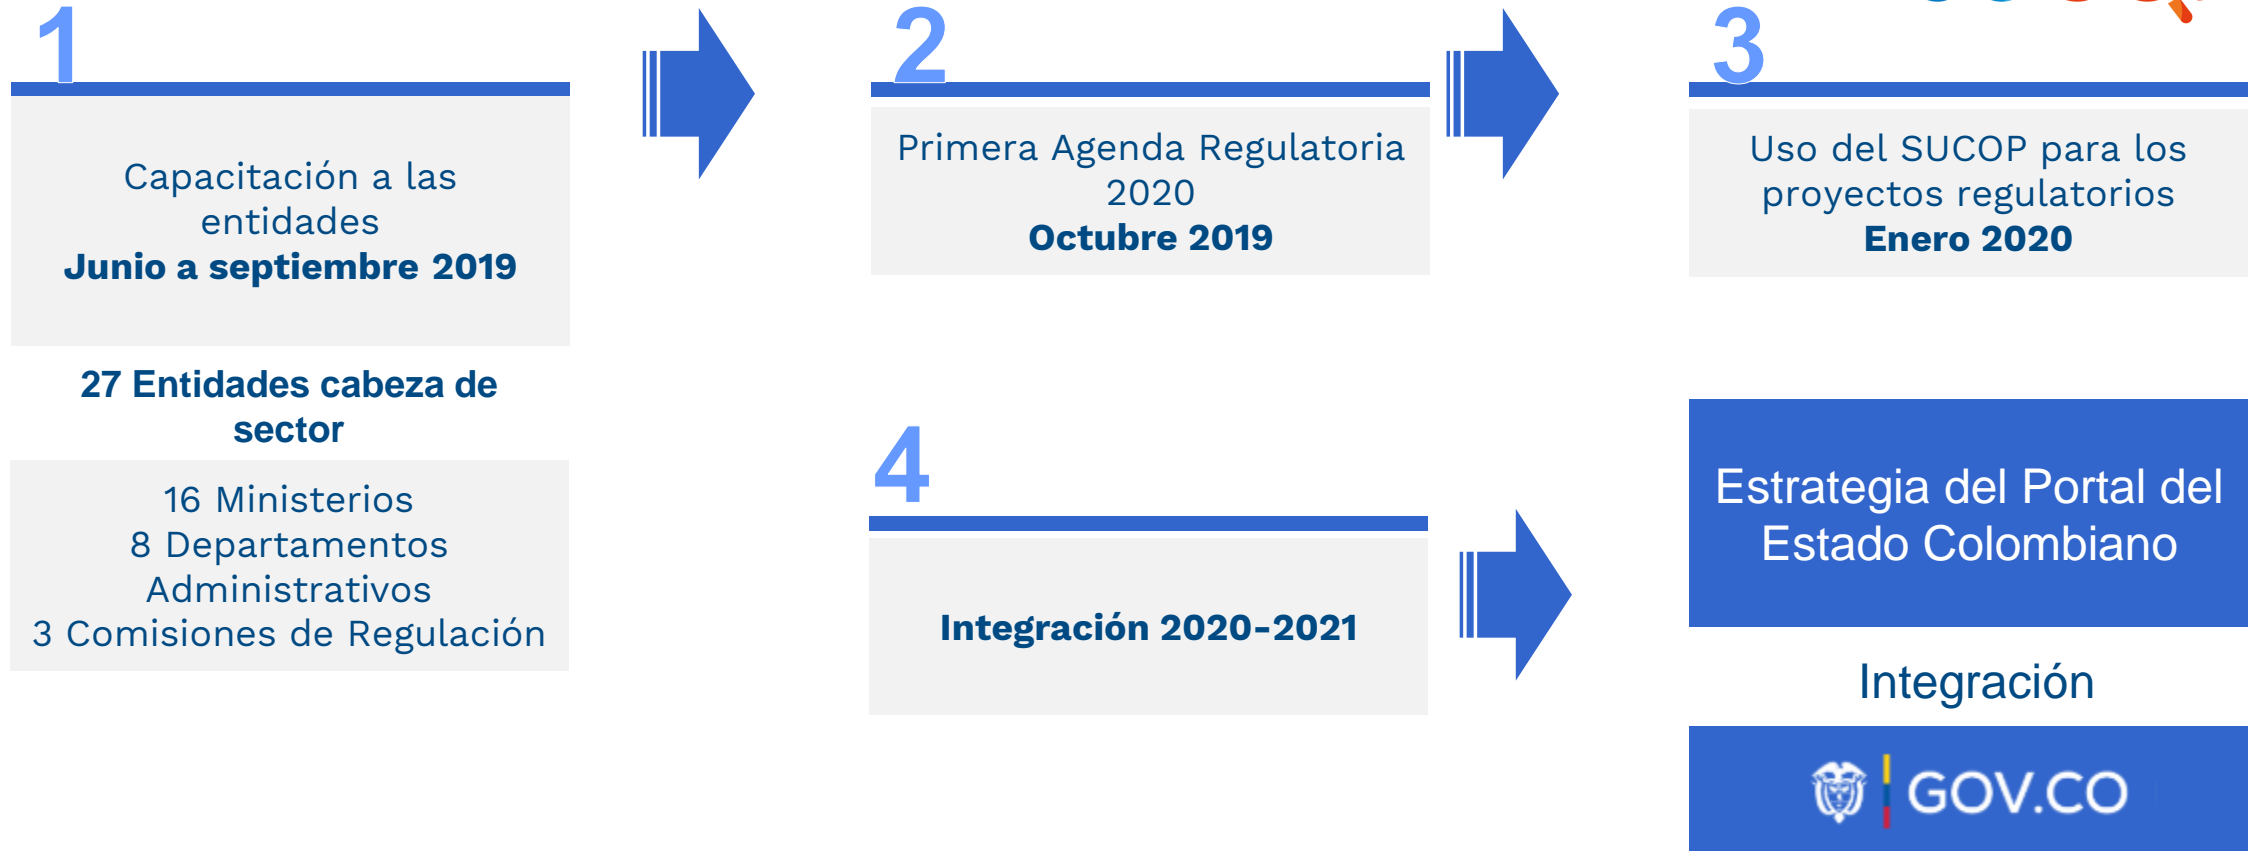 1
Capacitación a las
entidades
Junio a septiembre 2019
27 Entidades cabeza de
sector
16 Ministerios
8 Departamentos
Administrativos
3 Comisiones de Regulación
2
Primera Agenda Regulatoria
2020
Octubre 2019
3
Uso del SUCOP para los
proyectos regulatorios
Enero 2020
4
Integración 2020-2021
Estrategia del Portal del
Estado Colombiano
Integración
GOV.CO